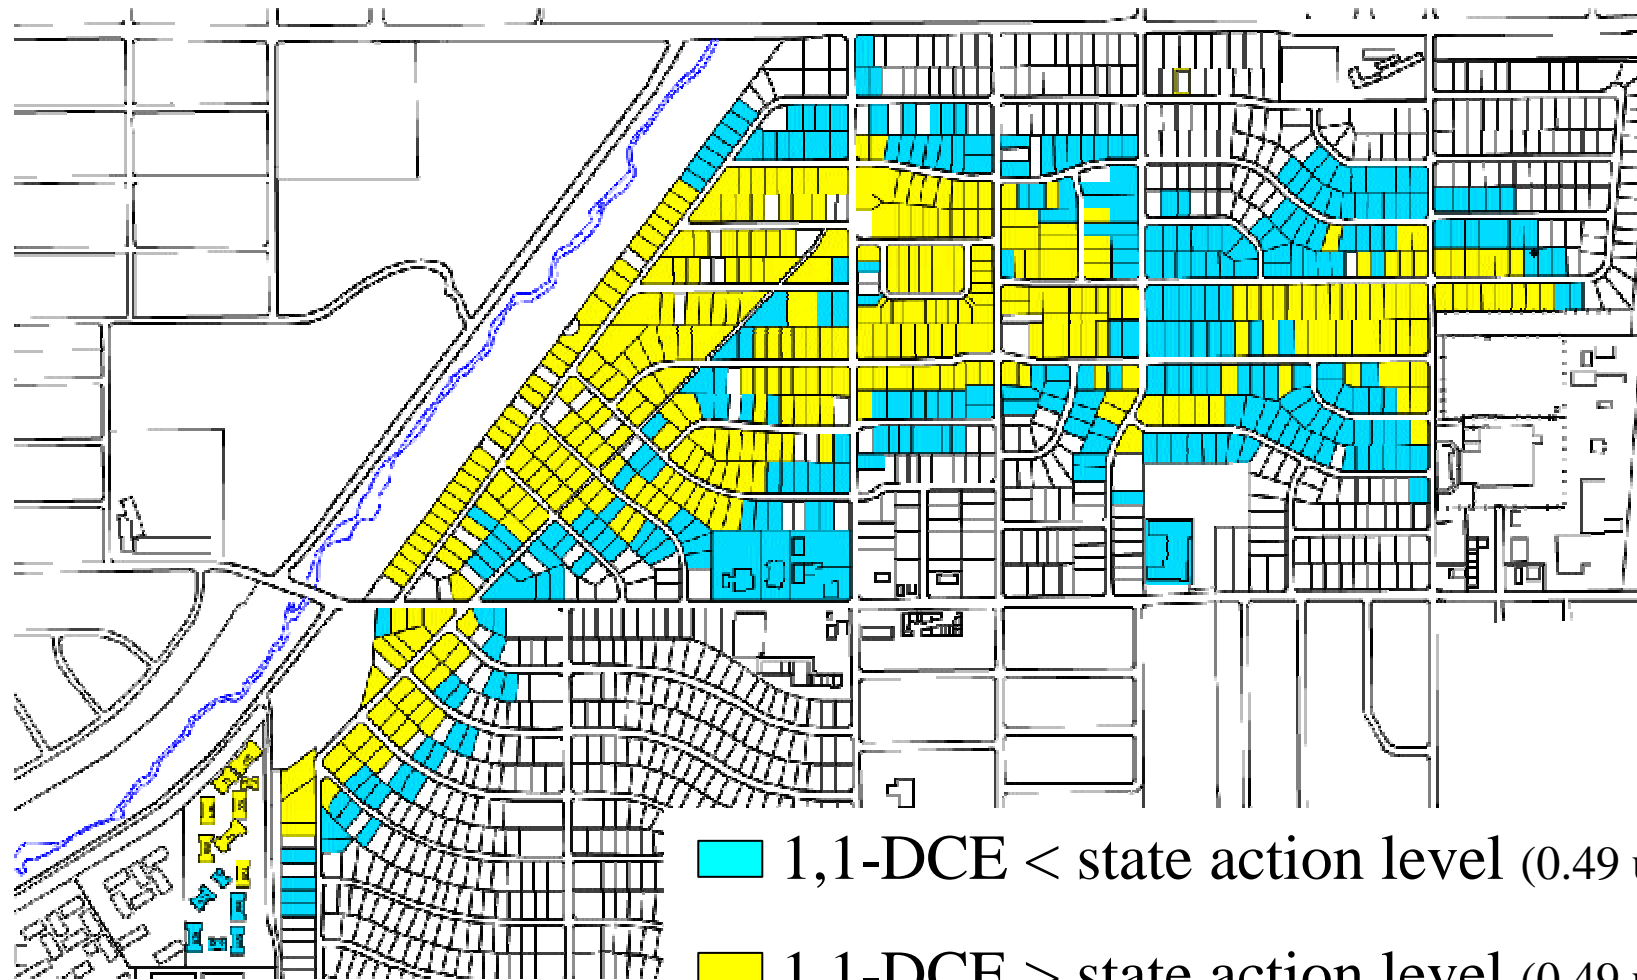 1,1-DCE < state action level (0.49
1,1-DCE > state action level (0.49